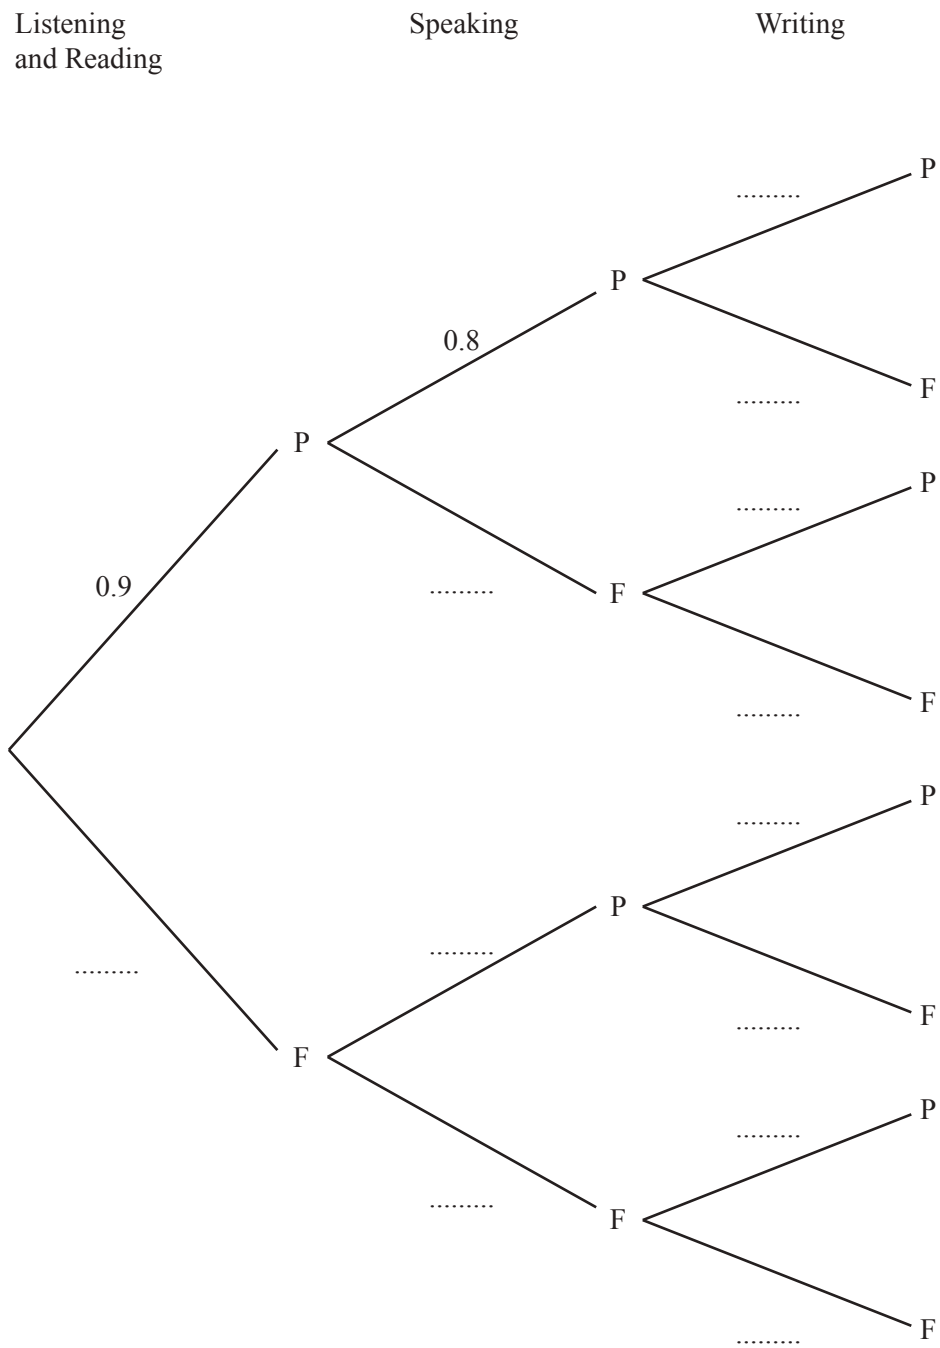 Listening
and Reading
Speaking
Writing
P
.........
P
0.8
F
.........
P
P
.........
0.9
.........
F
F
.........
P
.........
P
.........
.........
F
.........
F
P
.........
.........
F
F
.........